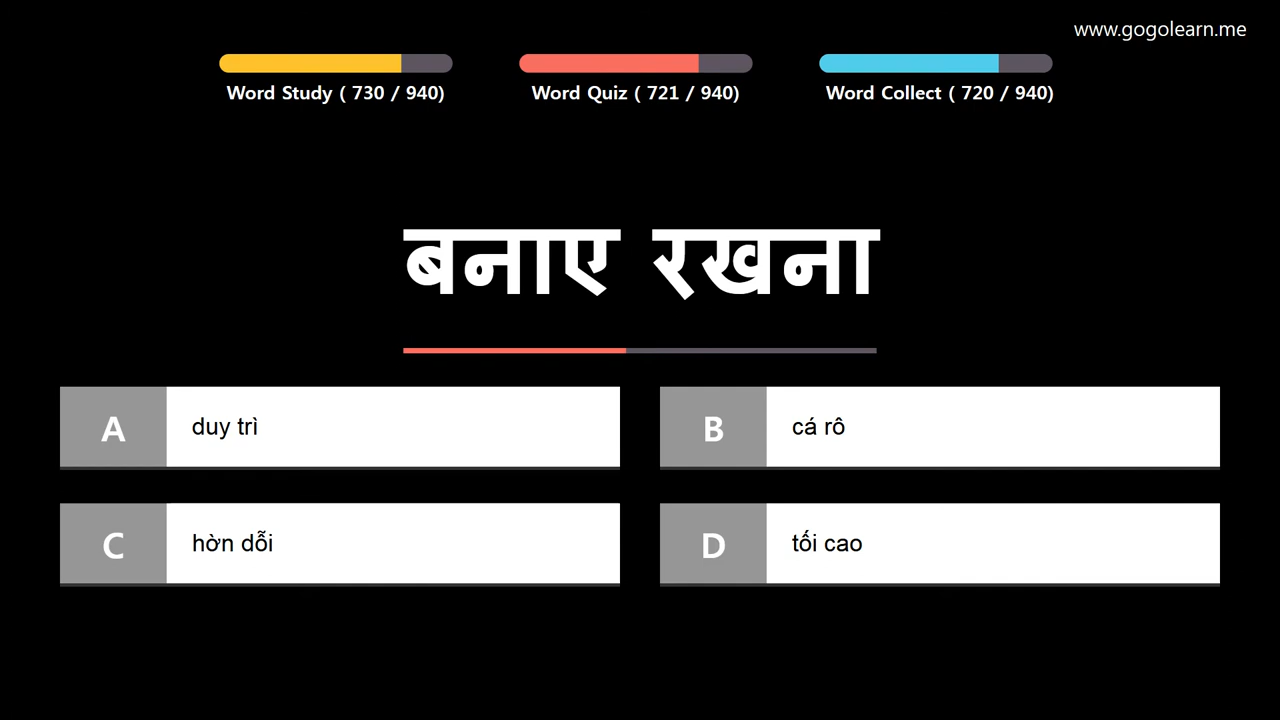 www.gogolearn.me
Word Study ( 730 / 940)
Word Quiz ( 721 / 940)
Word Collect ( 720 / 940)
बनाए रखना
A duy trì
B cá rô
C hờn dỗi
D tối cao